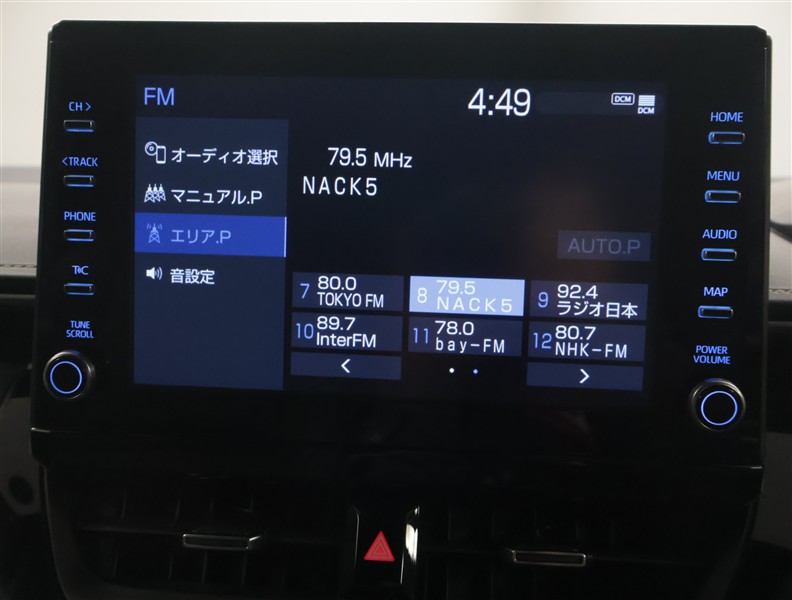 FM
4:49
DCM
DCM
オーディオ選択
マニュアル.P
エリア.P
音設定
79.5 MHz
NACK5
AUTO.P
7 80.0 TOKYO FM
8 79.5 NACK5
9 92.4 ラジオ日本
10 89.7 InterFM
11 78.0 bay-FM
12 80.7 NHK-FM
<
>
CH >
< TRACK
PHONE
T C
TUNE
SCROLL
HOME
MENU
AUDIO
MAP
POWER
VOLUME